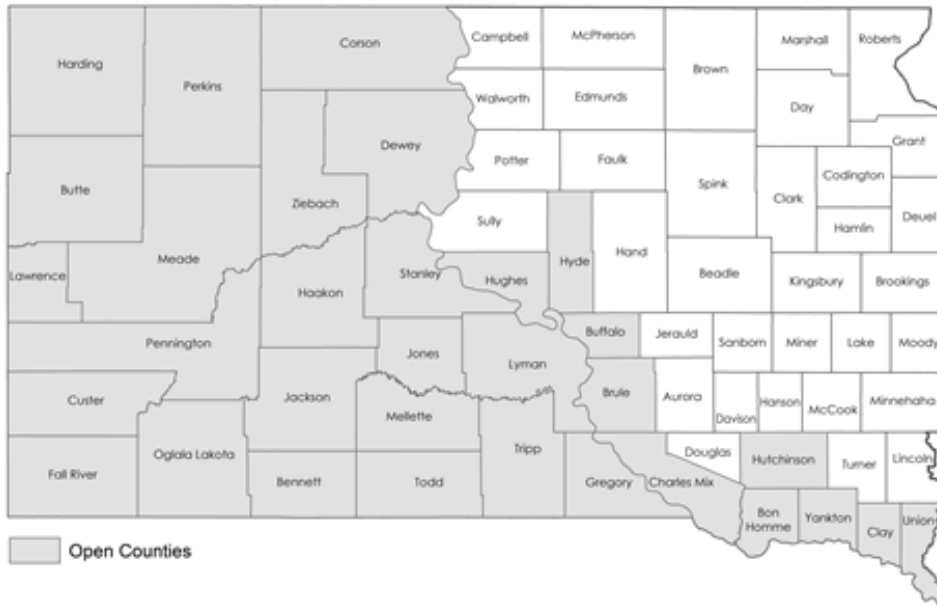 Harding
Perkins
Corson
Campbell
McPherson
Brown
Marshall
Roberts
Walworth
Edmunds
Day
Dewey
Grant
Butte
Ziebach
Potter
Faulk
Spink
Clark
Codington
Deuel
Hamlin
Lawrence
Meade
Sully
Hyde
Hand
Stanley
Hughes
Beadle
Kingsbury
Brookings
Haakon
Pennington
Jones
Lyman
Buffalo
Jerauld
Sanborn
Miner
Lake
Moody
Custer
Jackson
Mellette
Brule
Aurora
Davison
Hanson
McCook
Minnehaha
Fall River
Oglala Lakota
Bennett
Todd
Tripp
Gregory
Charles Mix
Douglas
Hutchinson
Turner
Lincoln
Bon
Homme
Yankton
Clay
Union
Open Counties